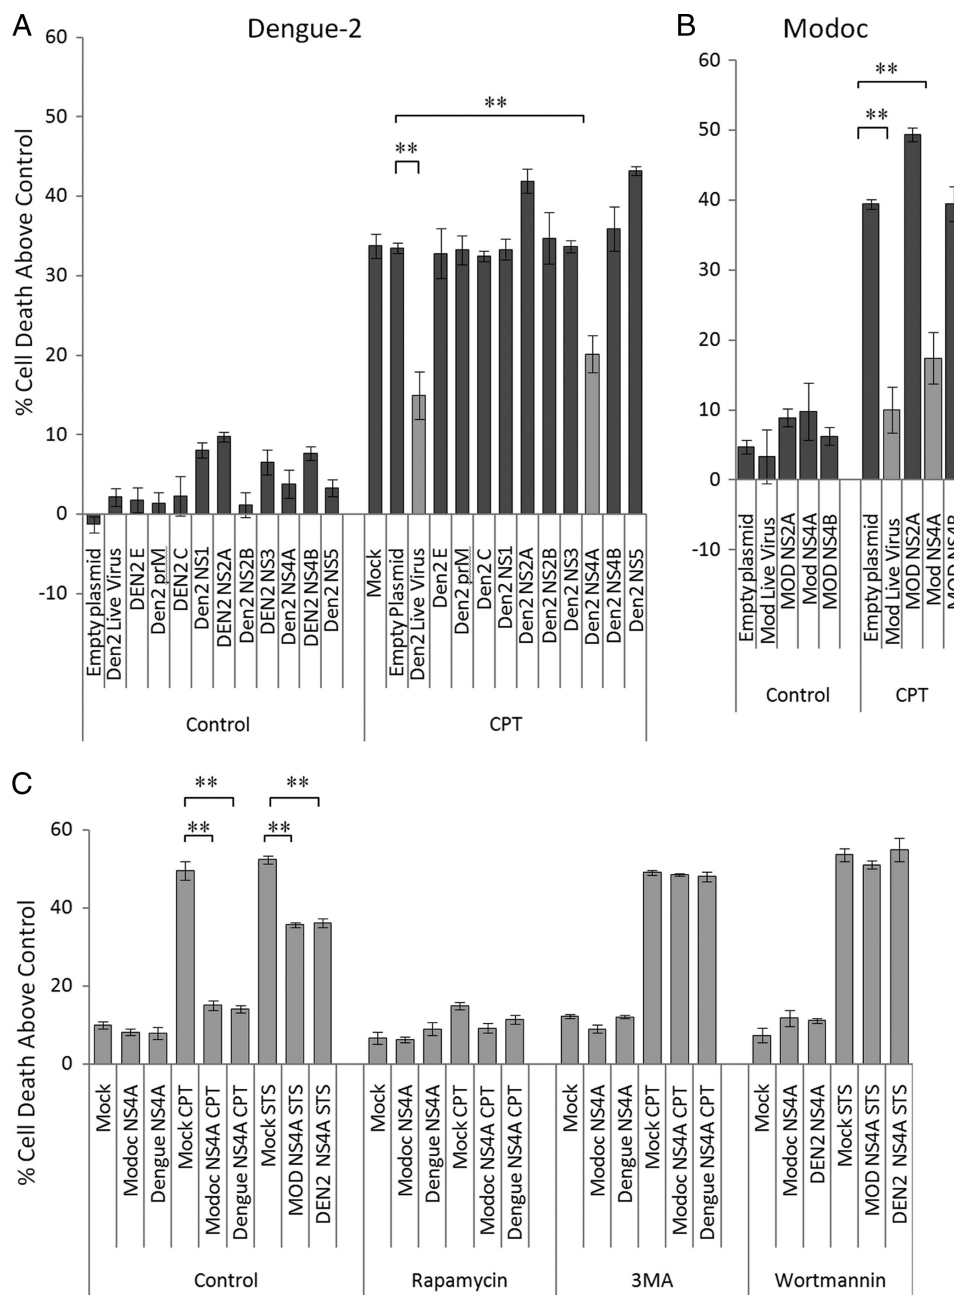 A
Dengue-2
% Cell Death Above Control
60
50
40
30
20
10
0
-10
**
**
Empty plasmid
Den2 Live Virus
DEN2 E
Den2 prM
DEN2 C
Den2 NS1
DEN2 NS2A
Den2 NS2B
DEN2 NS3
Den2 NS4A
DEN2 NS4B
Den2 NS5
Control
Mock
Empty Plasmid
Den2 Live Virus
Den2 E
Den2 prM
Den2 C
Den2 NS1
Den2 NS2A
Den2 NS2B
Den2 NS3
Den2 NS4A
Den2 NS4B
Den2 NS5
CPT
B
Modoc
60
50
40
30
20
10
0
-10
**
**
Empty plasmid
Mod Live Virus
MOD NS2A
Mod NS4A
MOD NS4B
Control
Empty plasmid
Mod Live Virus
MOD NS2A
Mod NS4A
MOD NS4B
CPT
C
% Cell Death Above Control
60
40
20
0
**
**
**
**
Mock
Modoc NS4A
Dengue NS4A
Mock CPT
Modoc NS4A CPT
Dengue NS4A CPT
Mock STS
MOD NS4A STS
DEN2 NS4A STS
Control
Mock
Modoc NS4A
Dengue NS4A
Mock CPT
Modoc NS4A CPT
Dengue NS4A CPT
Rapamycin
Mock
Modoc NS4A
Dengue NS4A
Mock CPT
Modoc NS4A CPT
Dengue NS4A CPT
3MA
Mock
Modoc NS4A
DEN2 NS4A
Mock STS
MOD NS4A STS
DEN2 NS4A STS
Wortmannin